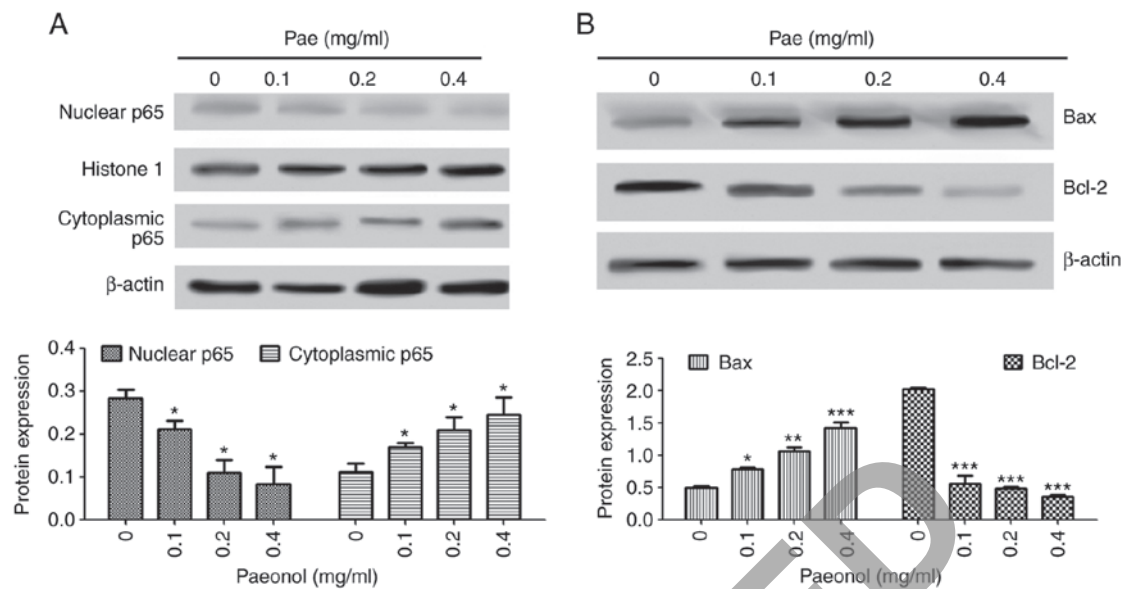 A
Pae (mg/ml)
0 0.1 0.2 0.4
Nuclear p65
Histone 1
Cytoplasmic
p65
β-actin
0.4
0.3
0.2
0.1
0.0
Protein expression
Nuclear p65 Cytoplasmic p65
* * * * * *
0 0.1 0.2 0.4 0 0.1 0.2 0.4
Paeonol (mg/ml)
B
Pae (mg/ml)
0 0.1 0.2 0.4
Bax
Bcl-2
β-actin
2.5
2.0
1.5
1.0
0.5
0.0
Protein expression
Bax Bcl-2
* ** *** *** *** ***
0 0.1 0.2 0.4 0 0.1 0.2 0.4
Paeonol (mg/ml)